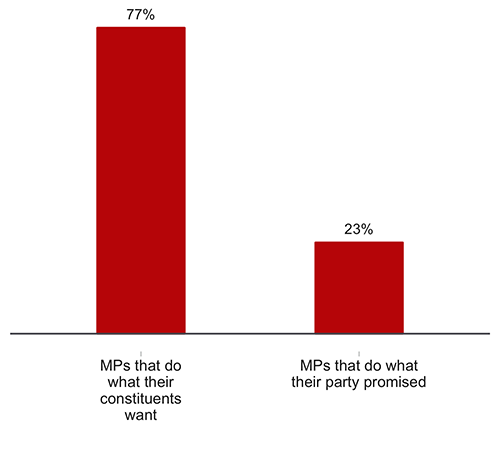 77%
23%
MPs that do
what their
constituents
want
MPs that do what
their party promised